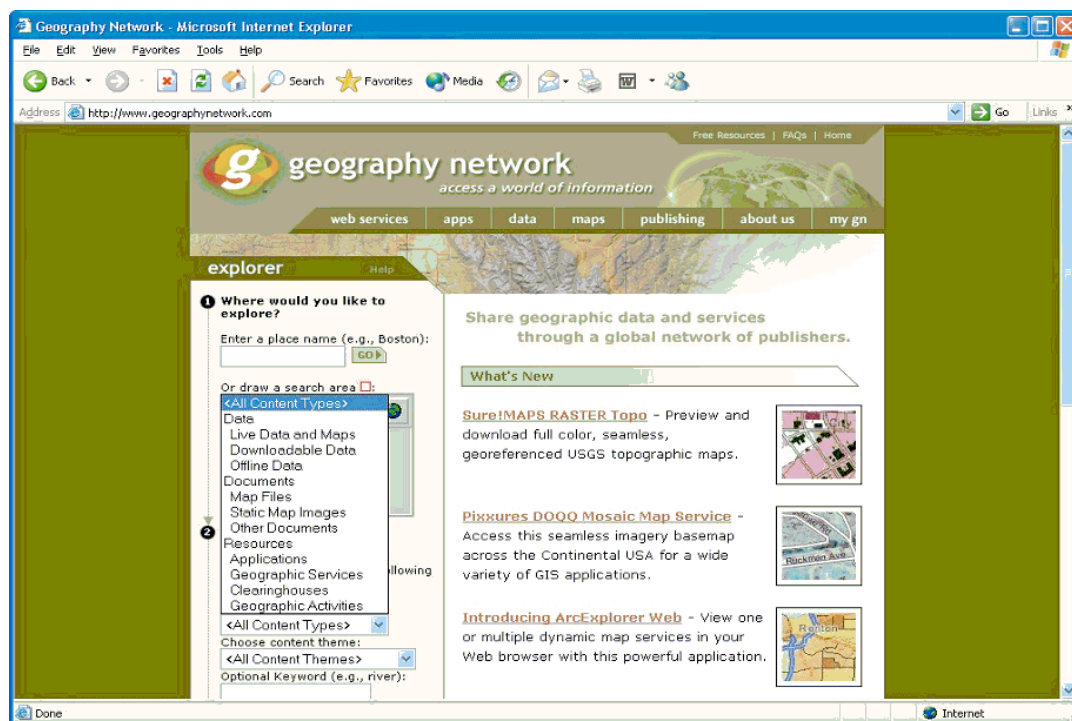 Geography Network - Microsoft Internet Explorer
File Edit View Favorites Tools Help
Back Search Favorites Media
Address http://www.geographynetwork.com Go Links
Free Resources | FAQs | Home
g geography network
access a world of information
web services apps data maps publishing about us my gn
explorer Help
1 Where would you like to
explore?
Enter a place name (e.g., Boston):
GO
Or draw a search area :
<All Content Types>
Data
Live Data and Maps
Downloadable Data
Offline Data
Documents
Map Files
Static Map Images
2 Other Documents
Resources
Applications
Geographic Services
Clearinghouses
Geographic Activities
llowing
<All Content Types>
Choose content theme:
<All Content Themes>
Optional Keyword (e.g., river):
Share geographic data and services
through a global network of publishers.
What's New
Sure!MAPS RASTER Topo - Preview and
download full color, seamless,
georeferenced USGS topographic maps.
Pixxures DOQQ Mosaic Map Service -
Access this seamless imagery basemap
across the Continental USA for a wide
variety of GIS applications.
Ruckman Ave
Introducing ArcExplorer Web - View one
or multiple dynamic map services in your
Web browser with this powerful application.
Renton
Done Internet